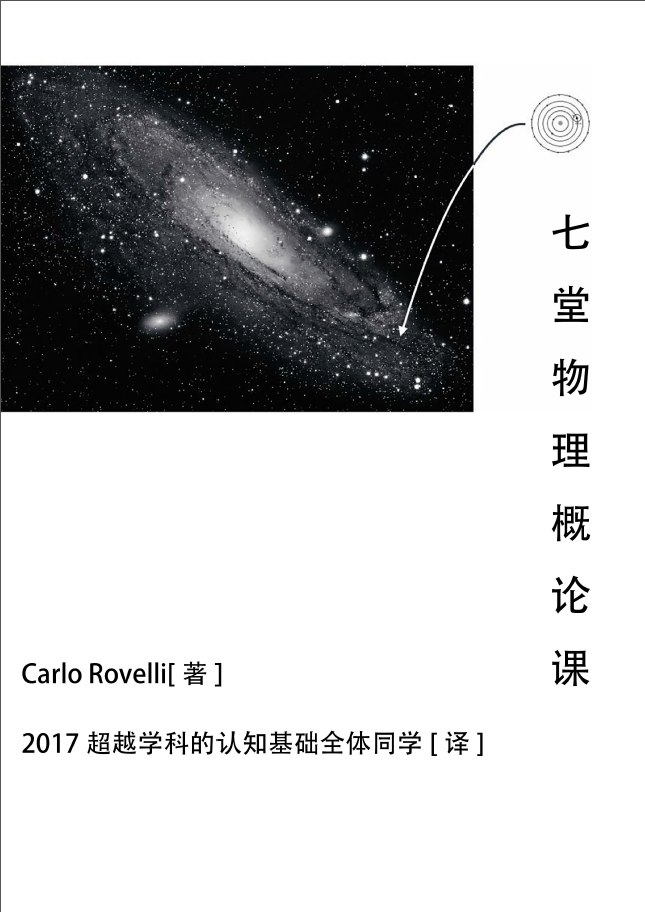 七堂物理概论课
Carlo Rovelli[ 著 ]
2017 超越学科的认知基础全体同学 [ 译 ]